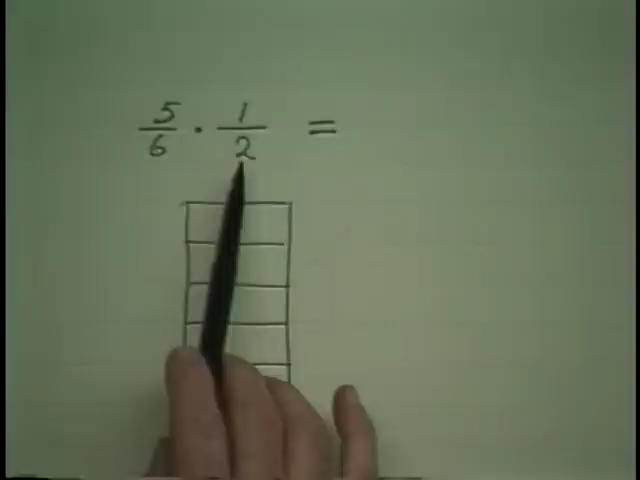 5/6 · 1/2 =